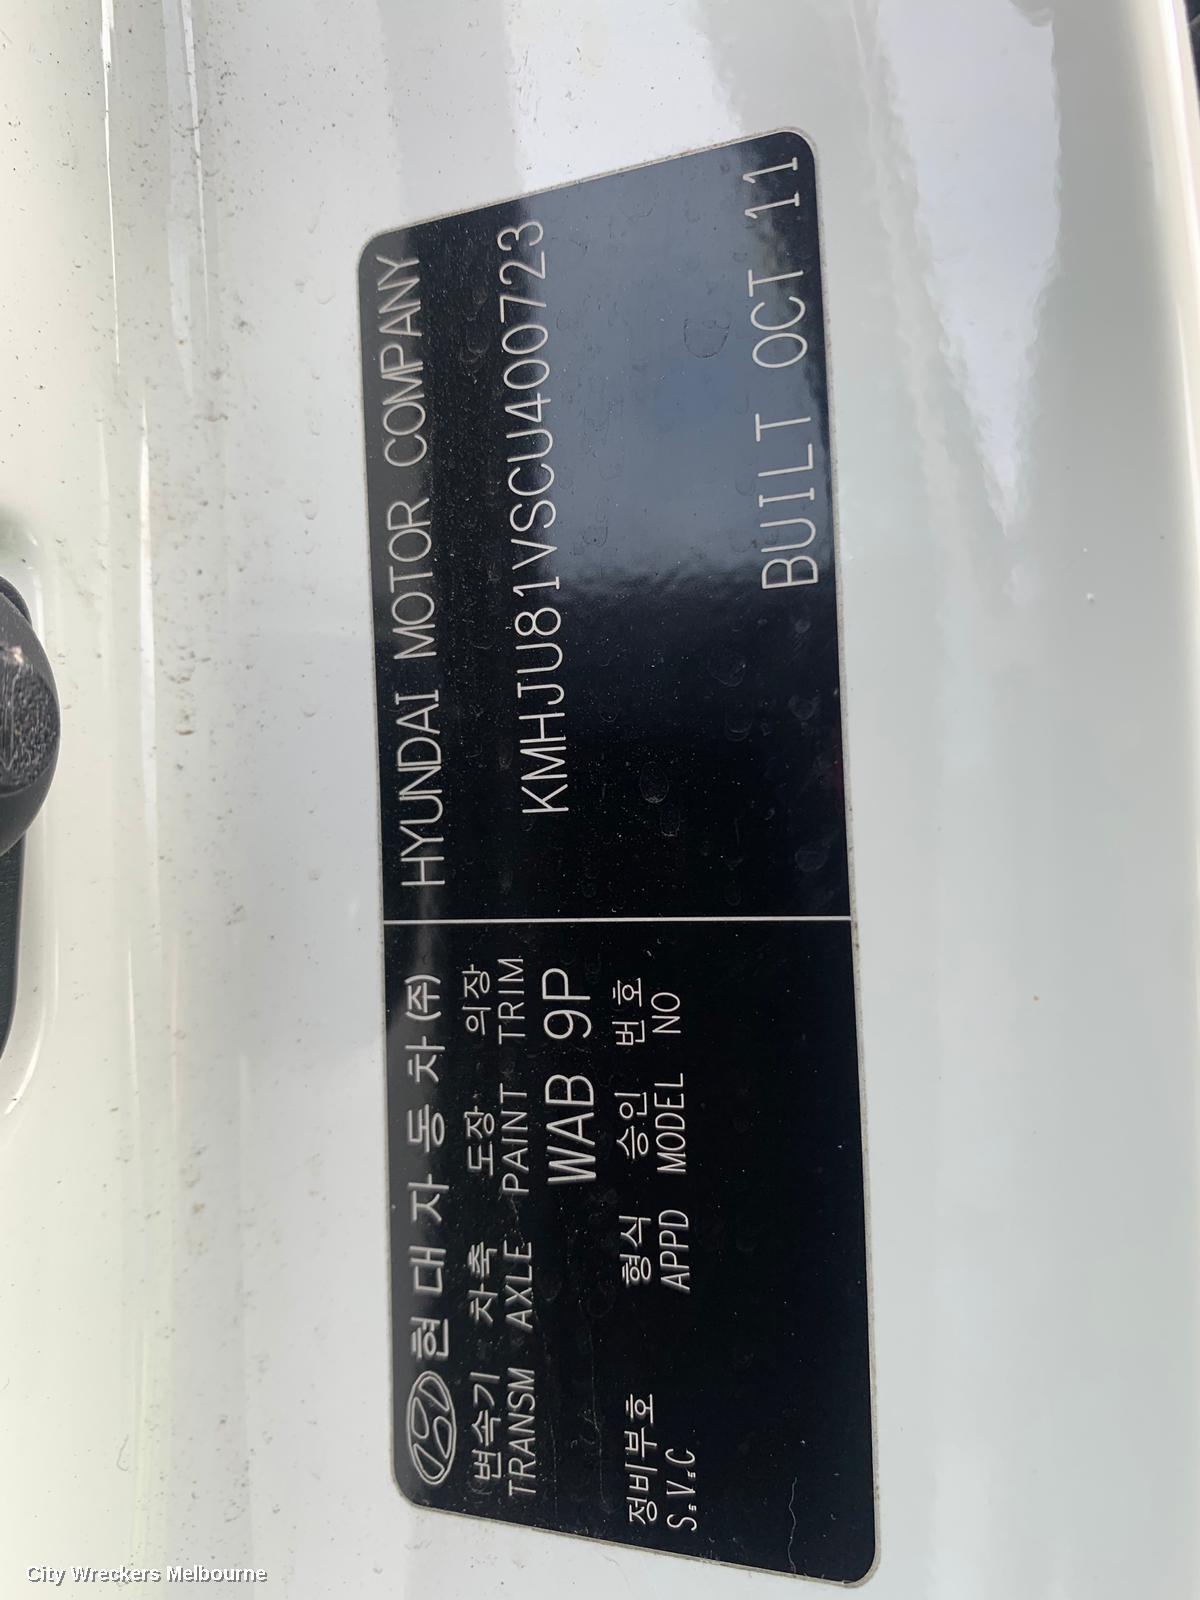 현대자동차(주)
변속기 차축 도장 의장
TRANSM AXLE PAINT TRIM
WAB 9P
정비부호 형식 승인 번호
S.V.C APPD MODEL NO
HYUNDAI MOTOR COMPANY
KMHJU81VSCU400723
BUILT OCT 11
City Wreckers Melbourne